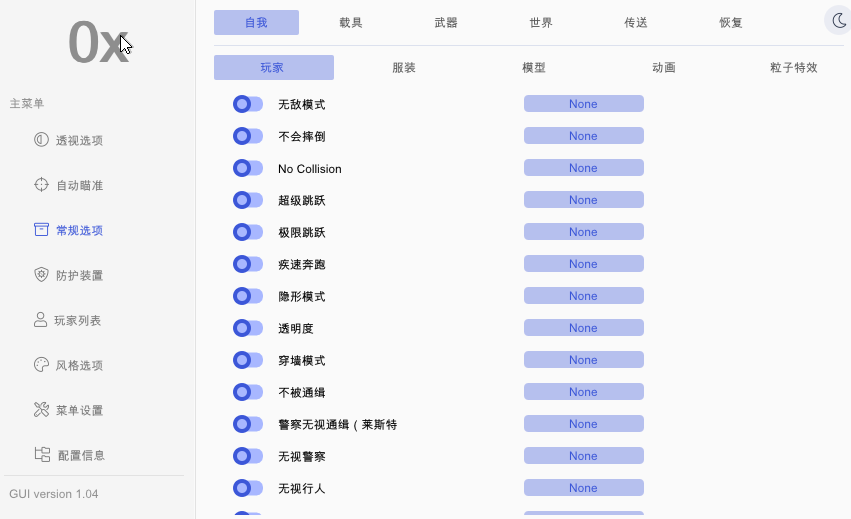 0x
主菜单
透视选项
自动瞄准
常规选项
防护装置
玩家列表
风格选项
菜单设置
配置信息
GUI version 1.04
自我 载具 武器 世界 传送 恢复
玩家 服装 模型 动画 粒子特效
无敌模式 None
不会摔倒 None
No Collision None
超级跳跃 None
极限跳跃 None
疾速奔跑 None
隐形模式 None
透明度 None
穿墙模式 None
不被通缉 None
警察无视通缉（莱斯特 None
无视警察 None
无视行人 None